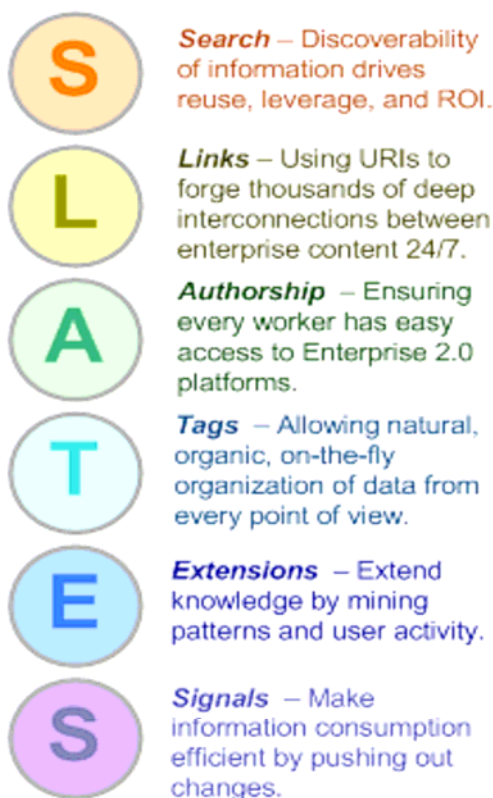 S
Search – Discoverability
of information drives
reuse, leverage, and ROI.
L
Links – Using URIs to
forge thousands of deep
interconnections between
enterprise content 24/7.
A
Authorship – Ensuring
every worker has easy
access to Enterprise 2.0
platforms.
T
Tags – Allowing natural,
organic, on-the-fly
organization of data from
every point of view.
E
Extensions – Extend
knowledge by mining
patterns and user activity.
S
Signals – Make
information consumption
efficient by pushing out
changes.